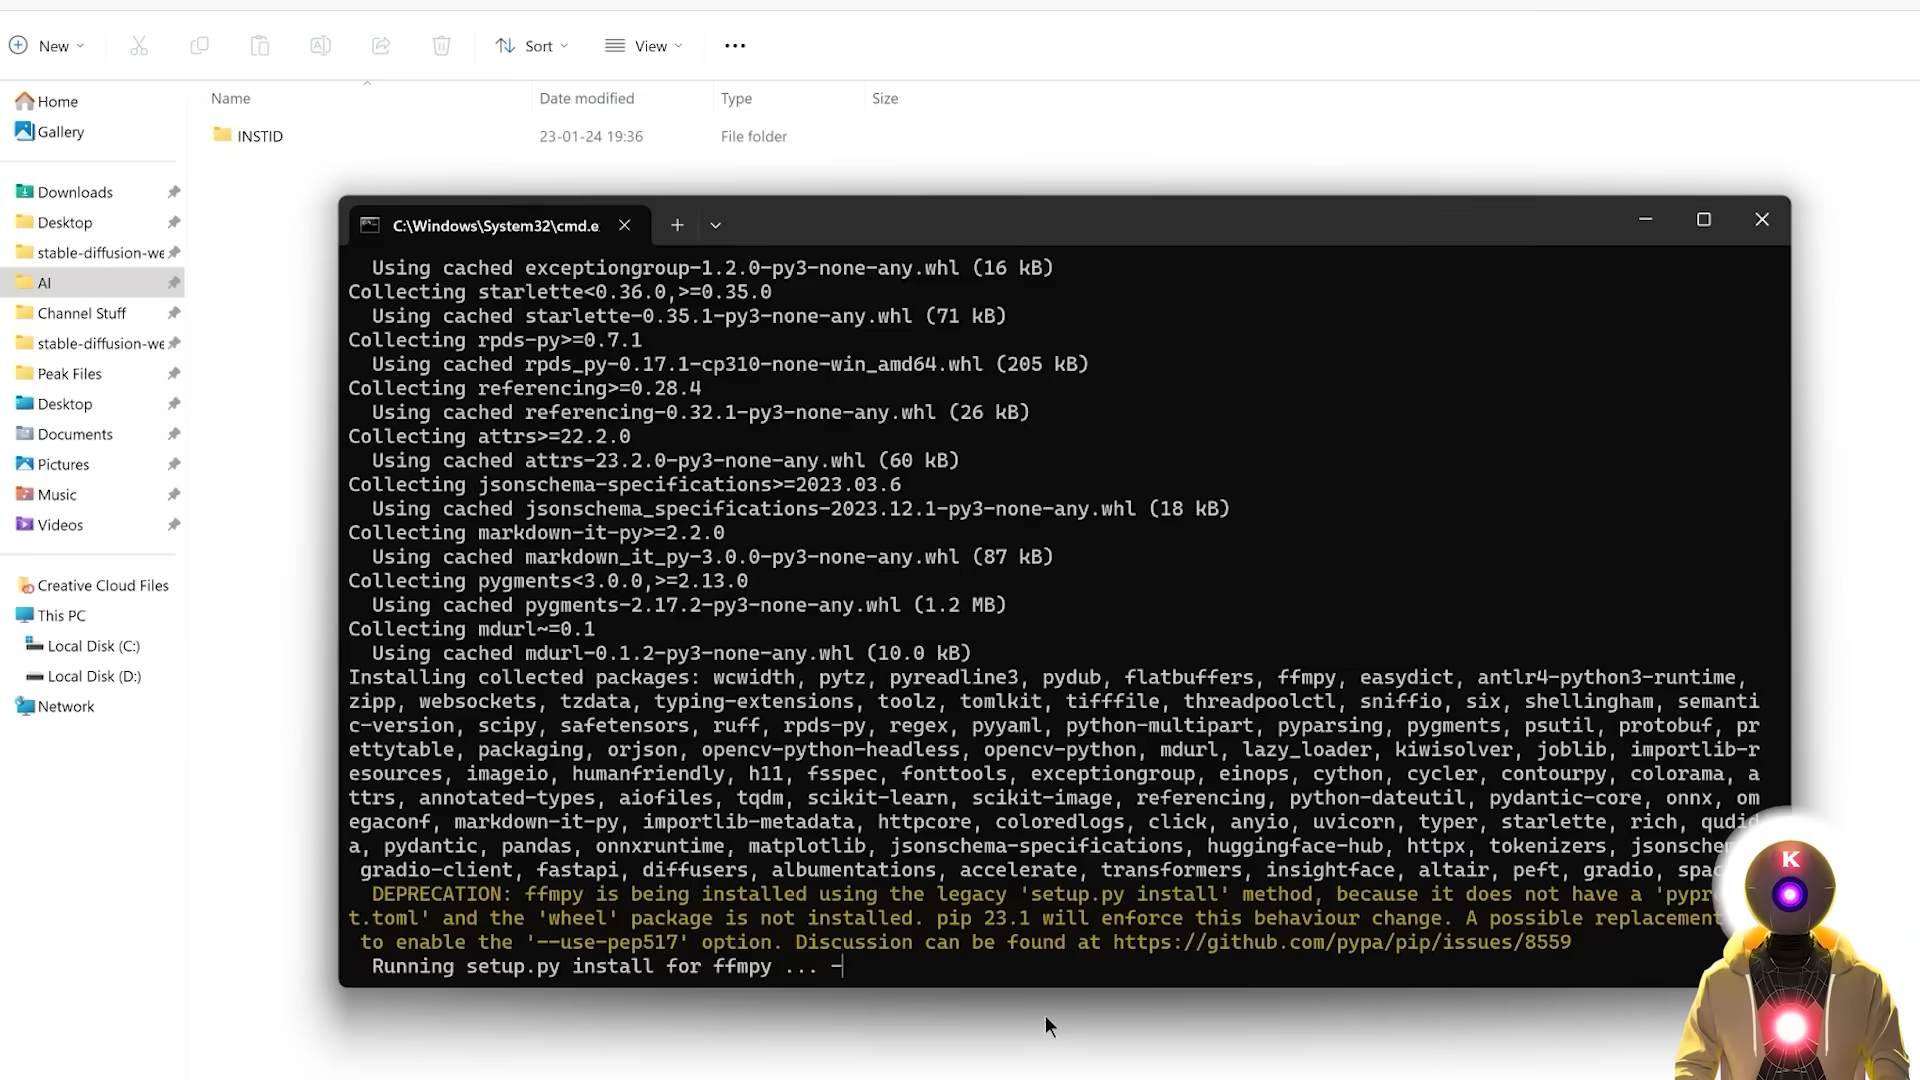 New
Sort
View
Name
Date modified
Type
Size
INSTID
23-01-24 19:36
File folder
Home
Gallery
Downloads
Desktop
stable-diffusion-we
AI
Channel Stuff
stable-diffusion-we
Peak Files
Desktop
Documents
Pictures
Music
Videos
Creative Cloud Files
This PC
Local Disk (C:)
Local Disk (D:)
Network
C:\Windows\System32\cmd.e
Using cached exceptiongroup-1.2.0-py3-none-any.whl (16 kB)
Collecting starlette<0.36.0,>=0.35.0
Using cached starlette-0.35.1-py3-none-any.whl (71 kB)
Collecting rpds-py>=0.7.1
Using cached rpds_py-0.17.1-cp310-none-win_amd64.whl (205 kB)
Collecting referencing>=0.28.4
Using cached referencing-0.32.1-py3-none-any.whl (26 kB)
Collecting attrs>=22.2.0
Using cached attrs-23.2.0-py3-none-any.whl (60 kB)
Collecting jsonschema-specifications>=2023.03.6
Using cached jsonschema_specifications-2023.12.1-py3-none-any.whl (18 kB)
Collecting markdown-it-py>=2.2.0
Using cached markdown_it_py-3.0.0-py3-none-any.whl (87 kB)
Collecting pygments<3.0.0,>=2.13.0
Using cached pygments-2.17.2-py3-none-any.whl (1.2 MB)
Collecting mdurl~=0.1
Using cached mdurl-0.1.2-py3-none-any.whl (10.0 kB)
Installing collected packages: wcwidth, pytz, pyreadline3, pydub, flatbuffers, ffmpy, easydict, antlr4-python3-runtime,
zipp, websockets, tzdata, typing-extensions, toolz, tomlkit, tifffile, threadpoolctl, sniffio, six, shellingham, semanti
c-version, scipy, safetensors, ruff, rpds-py, regex, pyyaml, python-multipart, pyparsing, pygments, psutil, protobuf, pr
ettytable, packaging, orjson, opencv-python-headless, opencv-python, mdurl, lazy_loader, kiwisolver, joblib, importlib-r
esources, imageio, humanfriendly, h11, fsspec, fonttools, exceptiongroup, einops, cython, cycler, contourpy, colorama, a
ttrs, annotated-types, aiofiles, tqdm, scikit-learn, scikit-image, referencing, python-dateutil, pydantic-core, onnx, om
egaconf, markdown-it-py, importlib-metadata, httpcore, coloredlogs, click, anyio, uvicorn, typer, starlette, rich, qudid
a, pydantic, pandas, onnxruntime, matplotlib, jsonschema-specifications, huggingface-hub, httpx, tokenizers, jsonschem
gradio-client, fastapi, diffusers, albumentations, accelerate, transformers, insightface, altair, peft, gradio, spac
DEPRECATION: ffmpy is being installed using the legacy 'setup.py install' method, because it does not have a 'pypr
t.toml' and the 'wheel' package is not installed. pip 23.1 will enforce this behaviour change. A possible replacement
to enable the '--use-pep517' option. Discussion can be found at https://github.com/pypa/pip/issues/8559
Running setup.py install for ffmpy ... -
K